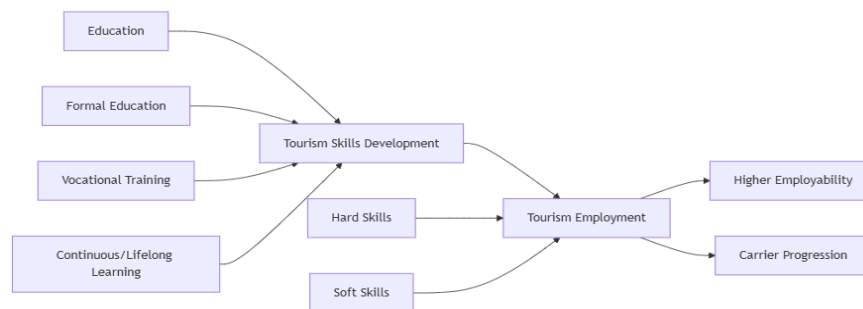 Education
Formal Education
Tourism Skills Development
Vocational Training
Higher Employability
Hard Skills
Tourism Employment
Continuous/Lifelong
Learning
Carrier Progression
Soft Skills